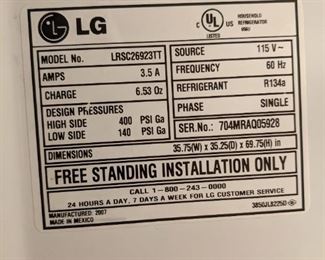 LG
UL
C US
LISTED
HOUSEHOLD
REFRIGERATOR
MODEL No. LRSC26923TT
AMPS 3.5 A
CHARGE 6.53 Oz
DESIGN PRESSURES
HIGH SIDE 400 PSI Ga
LOW SIDE 140 PSI Ga
SOURCE 115 V~
FREQUENCY 60 Hz
REFRIGERANT R134a
PHASE SINGLE
SER.No.: 704MRAQ05928
DIMENSIONS 35.75(W) x 35.25(D) x 69.75(H) in
FREE STANDING INSTALLATION ONLY
CALL 1-800-243-0000
24 HOURS A DAY, 7 DAYS A WEEK FOR LG CUSTOMER SERVICE
MANUFACTURED: 2007
MADE IN MEXICO
3850JL8225D